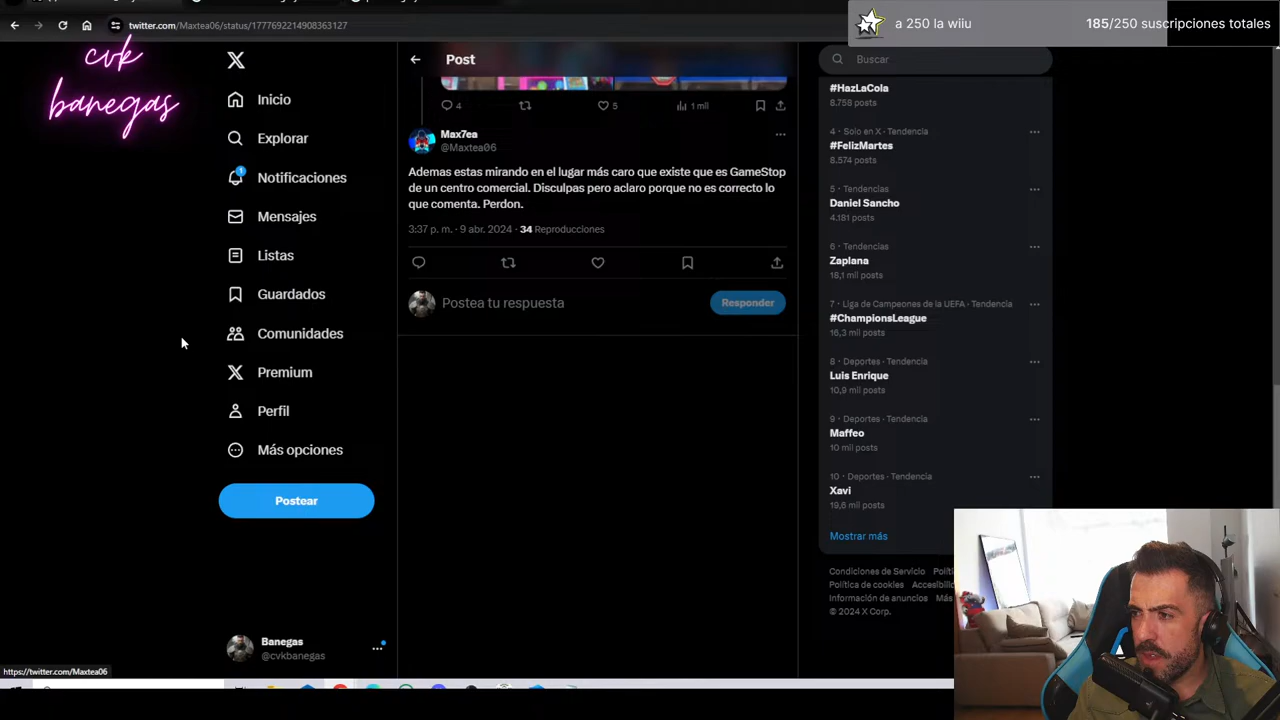 twitter.com/Maxtea06/status/1777692214908363127
a 250 la wiiu
185/250 suscripciones totales
cvk
banegas
Inicio
Explorar
1
Notificaciones
Mensajes
Listas
Guardados
Comunidades
Premium
Perfil
Más opciones
Postear
Banegas
@cvkbanegas
https://twitter.com/Maxtea06
Post
4
5
1 mil
Max7ea
@Maxtea06
Ademas estas mirando en el lugar más caro que existe que es GameStop
de un centro comercial. Disculpas pero aclaro porque no es correcto lo
que comenta. Perdon.
3:37 p. m. · 9 abr. 2024 · 34 Reproducciones
Postea tu respuesta
Responder
Buscar
#HazLaCola
8.758 posts
4 · Solo en X · Tendencia
#FelizMartes
8.574 posts
5 · Tendencias
Daniel Sancho
4.181 posts
6 · Tendencias
Zaplana
18,1 mil posts
7 · Liga de Campeones de la UEFA · Tendencia
#ChampionsLeague
16,3 mil posts
8 · Deportes · Tendencia
Luis Enrique
10,9 mil posts
9 · Deportes · Tendencia
Maffeo
10 mil posts
10 · Deportes · Tendencia
Xavi
19,6 mil posts
Mostrar más
Condiciones de Servicio
Política de cookies
Información de anuncios
© 2024 X Corp.